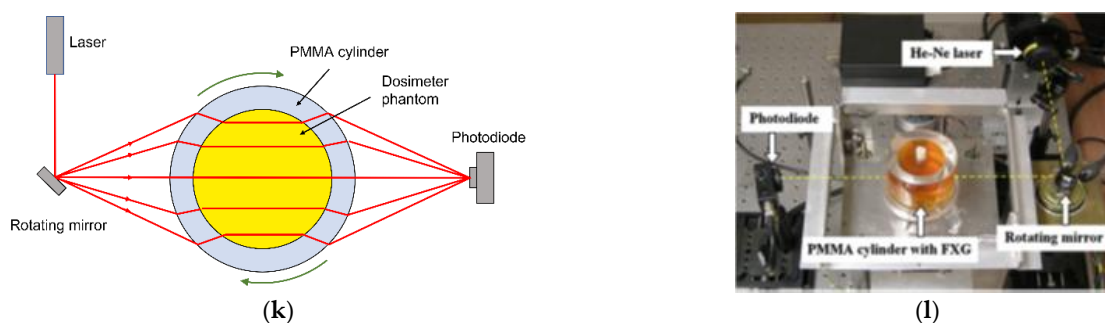 Laser
PMMA cylinder
Dosimeter
phantom
Photodiode
Rotating mirror
(k)
He-Ne laser
Photodiode
PMMA cylinder with FXG
Rotating mirror
(l)